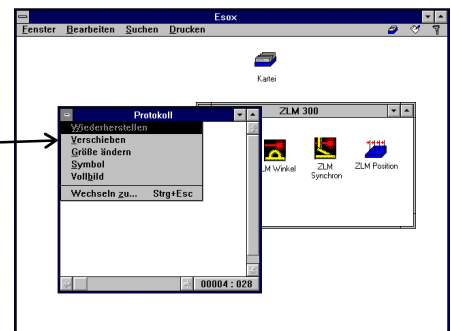 Esox
Fenster Bearbeiten Suchen Drucken
Kartei
ZLM 300
Protokoll
Wiederherstellen
Verschieben
Größe ändern
Symbol
Vollbild
Wechseln zu... Strg+Esc
LM Winkel
ZLM
Synchron
ZLM Position
00004 : 028